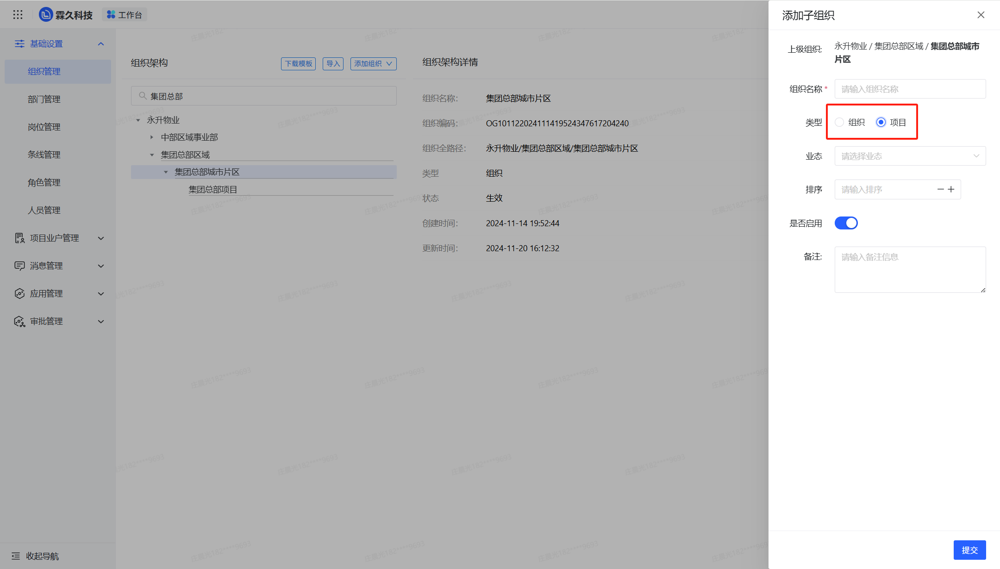 霖久科技
工作台
基础设置
组织管理
部门管理
岗位管理
条线管理
角色管理
人员管理
项目业户管理
消息管理
应用管理
审批管理
收起导航
组织架构
下载模板
导入
添加组织
集团总部
永升物业
中部区域事业部
集团总部区域
集团总部城市片区
集团总部项目
组织架构详情
组织名称： 集团总部城市片区
组织编码： OG10112202411141952434761720424​0
组织全路径： 永升物业/集团总部区域/集团总部城市片区
类型 组织
状态 生效
创建时间： 2024-11-14 19:52:44
更新时间： 2024-11-20 16:12:32
添加子组织
上级组织: 永升物业 / 集团总部区域 / 集团总部城市
片区
组织名称 * 请输入组织名称
类型 组织 项目
业态 请选择业态
排序 请输入排序
是否启用
备注: 请输入备注信息
提交
庄晨光182****9693